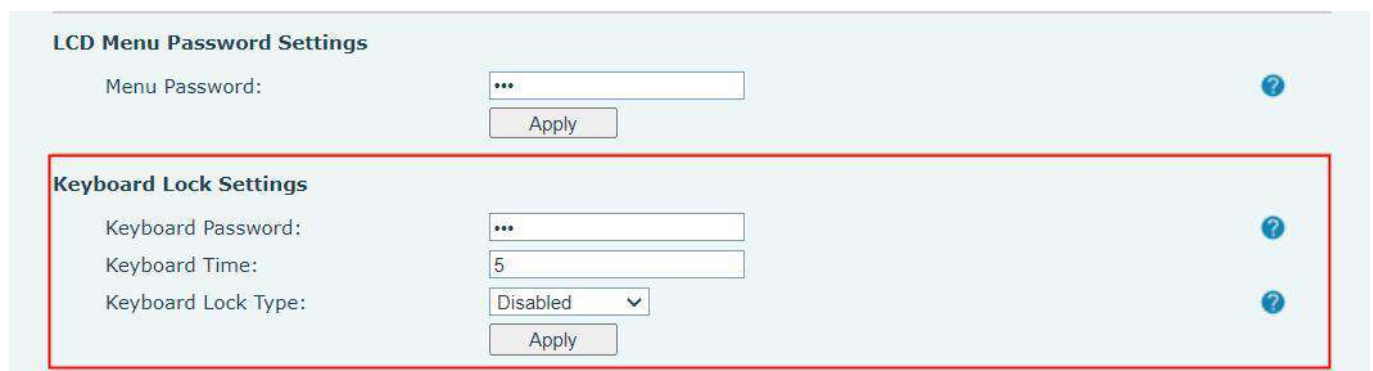 LCD Menu Password Settings
Menu Password: •••
Apply
Keyboard Lock Settings
Keyboard Password: •••
Keyboard Time: 5
Keyboard Lock Type: Disabled
Apply